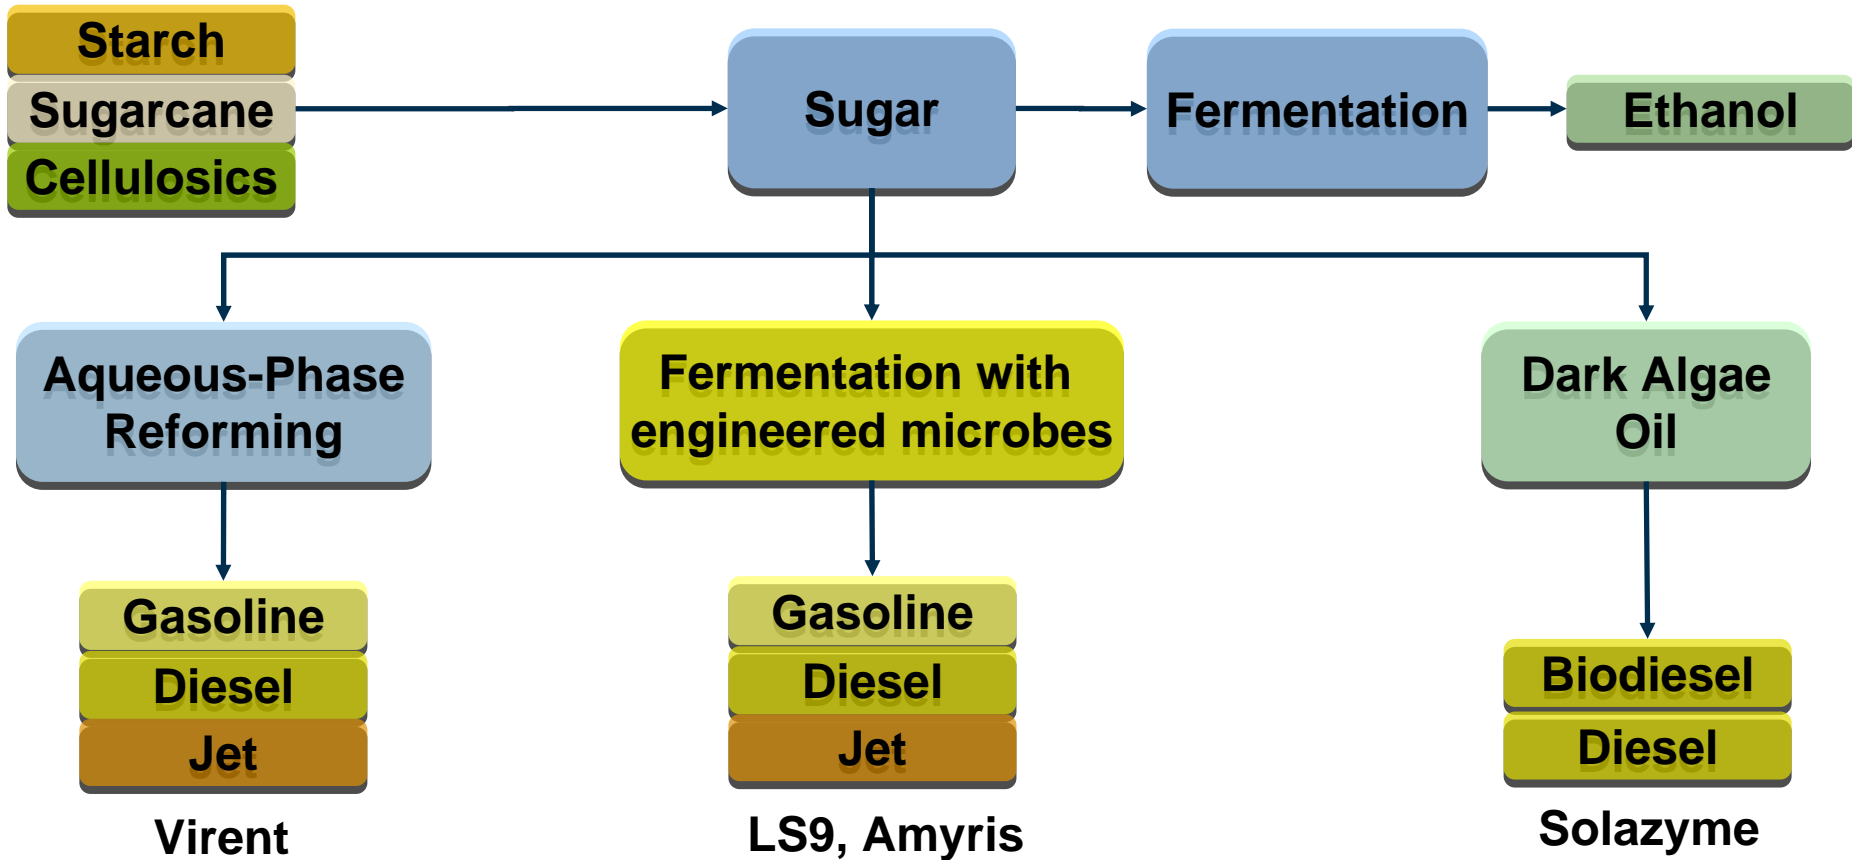 Starch
Sugarcane
Cellulosics
Sugar
Fermentation
Ethanol
Aqueous-Phase
Reforming
Fermentation with
engineered microbes
Dark Algae
Oil
Gasoline
Diesel
Jet
Gasoline
Diesel
Jet
Biodiesel
Diesel
Virent
LS9, Amyris
Solazyme